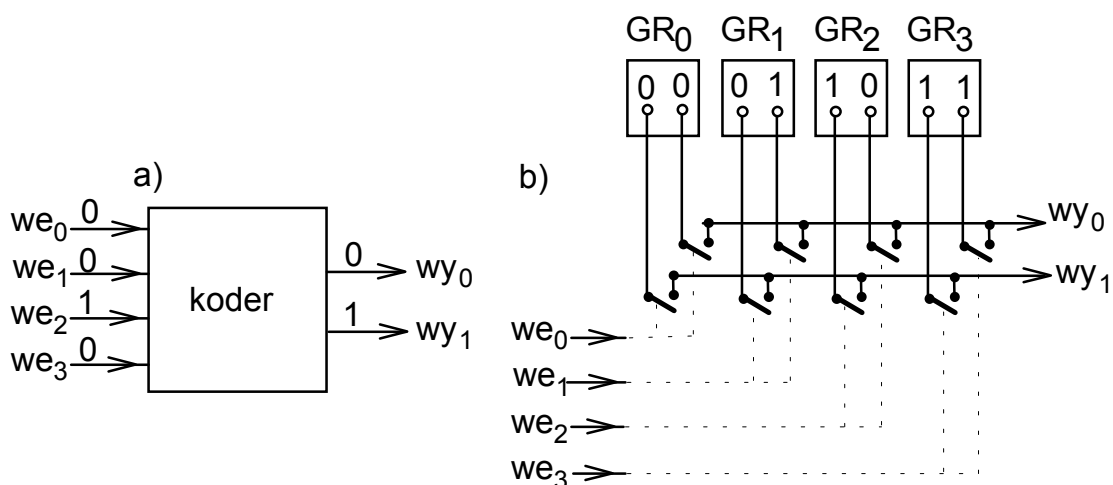 a)
we0 0
we1 0
we2 1
we3 0
koder
0 wy0
1 wy1
b)
GR0 GR1 GR2 GR3
0 0 0 1 1 0 1 1
wy0
wy1
we0
we1
we2
we3